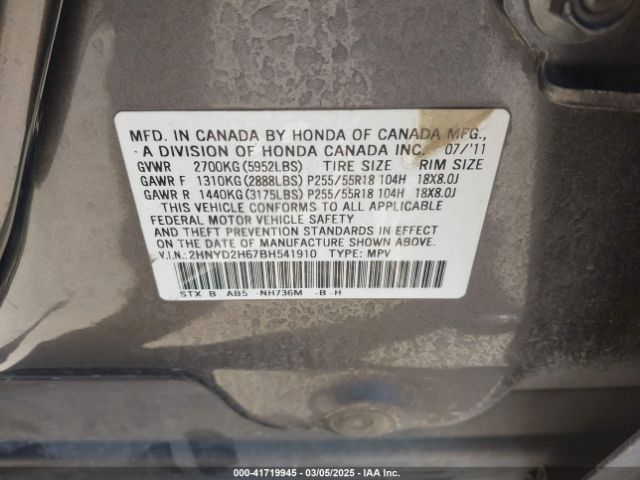 MFD. IN CANADA BY HONDA OF CANADA MFG.,
A DIVISION OF HONDA CANADA INC. 07/'11
GVWR 2700KG(5952LBS) TIRE SIZE RIM SIZE
GAWR F 1310KG(2888LBS) P255/55R18 104H 18X8.0J
GAWR R 1440KG(3175LBS) P255/55R18 104H 18X8.0J
THIS VEHICLE CONFORMS TO ALL APPLICABLE
FEDERAL MOTOR VEHICLE SAFETY
AND THEFT PREVENTION STANDARDS IN EFFECT
ON THE DATE OF MANUFACTURE SHOWN ABOVE.
V.I.N.: 2HNYD2H67BH541910 TYPE: MPV
STX B AB5 -NH736M -B -H
000-41719945 - 03/05/2025 - IAA Inc.